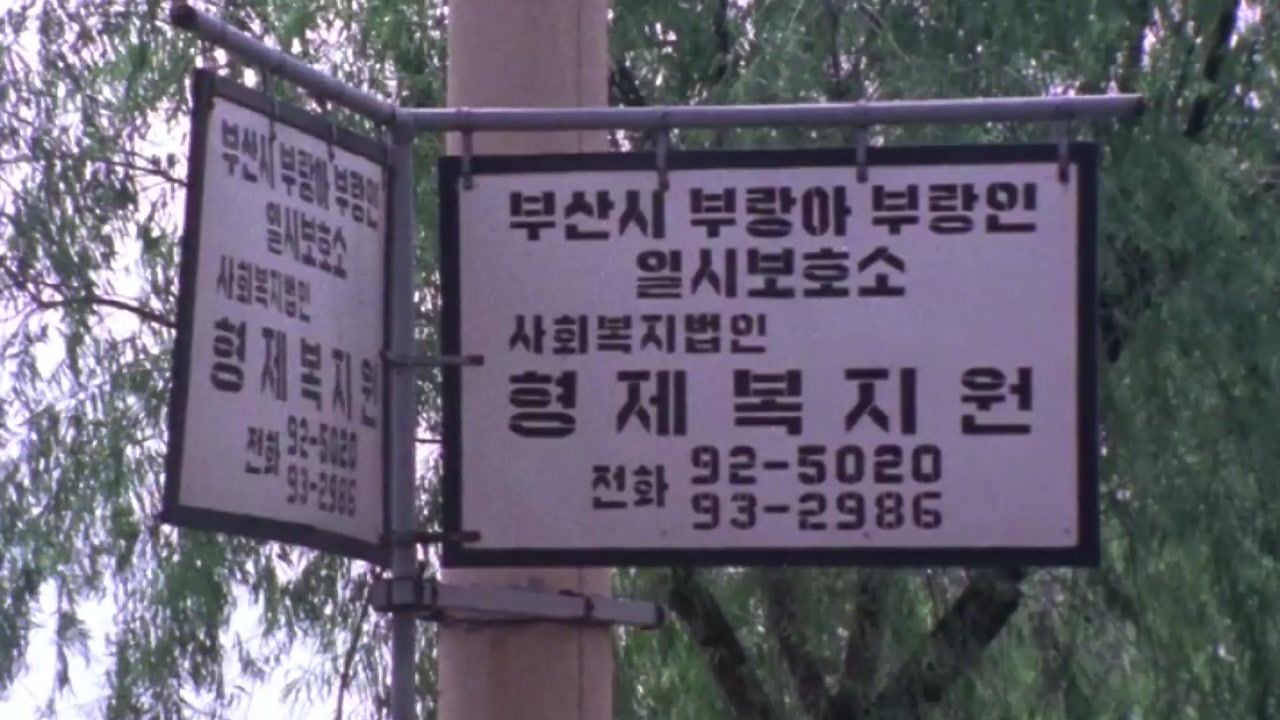 부산시 부랑아 부랑인
일시보호소
사회복지법인
형제복지원
전화 92-5020
93-2986
부산시 부랑아 부랑인
일시보호소
사회복지법인
형제복지원
전화 92-5020
93-2986